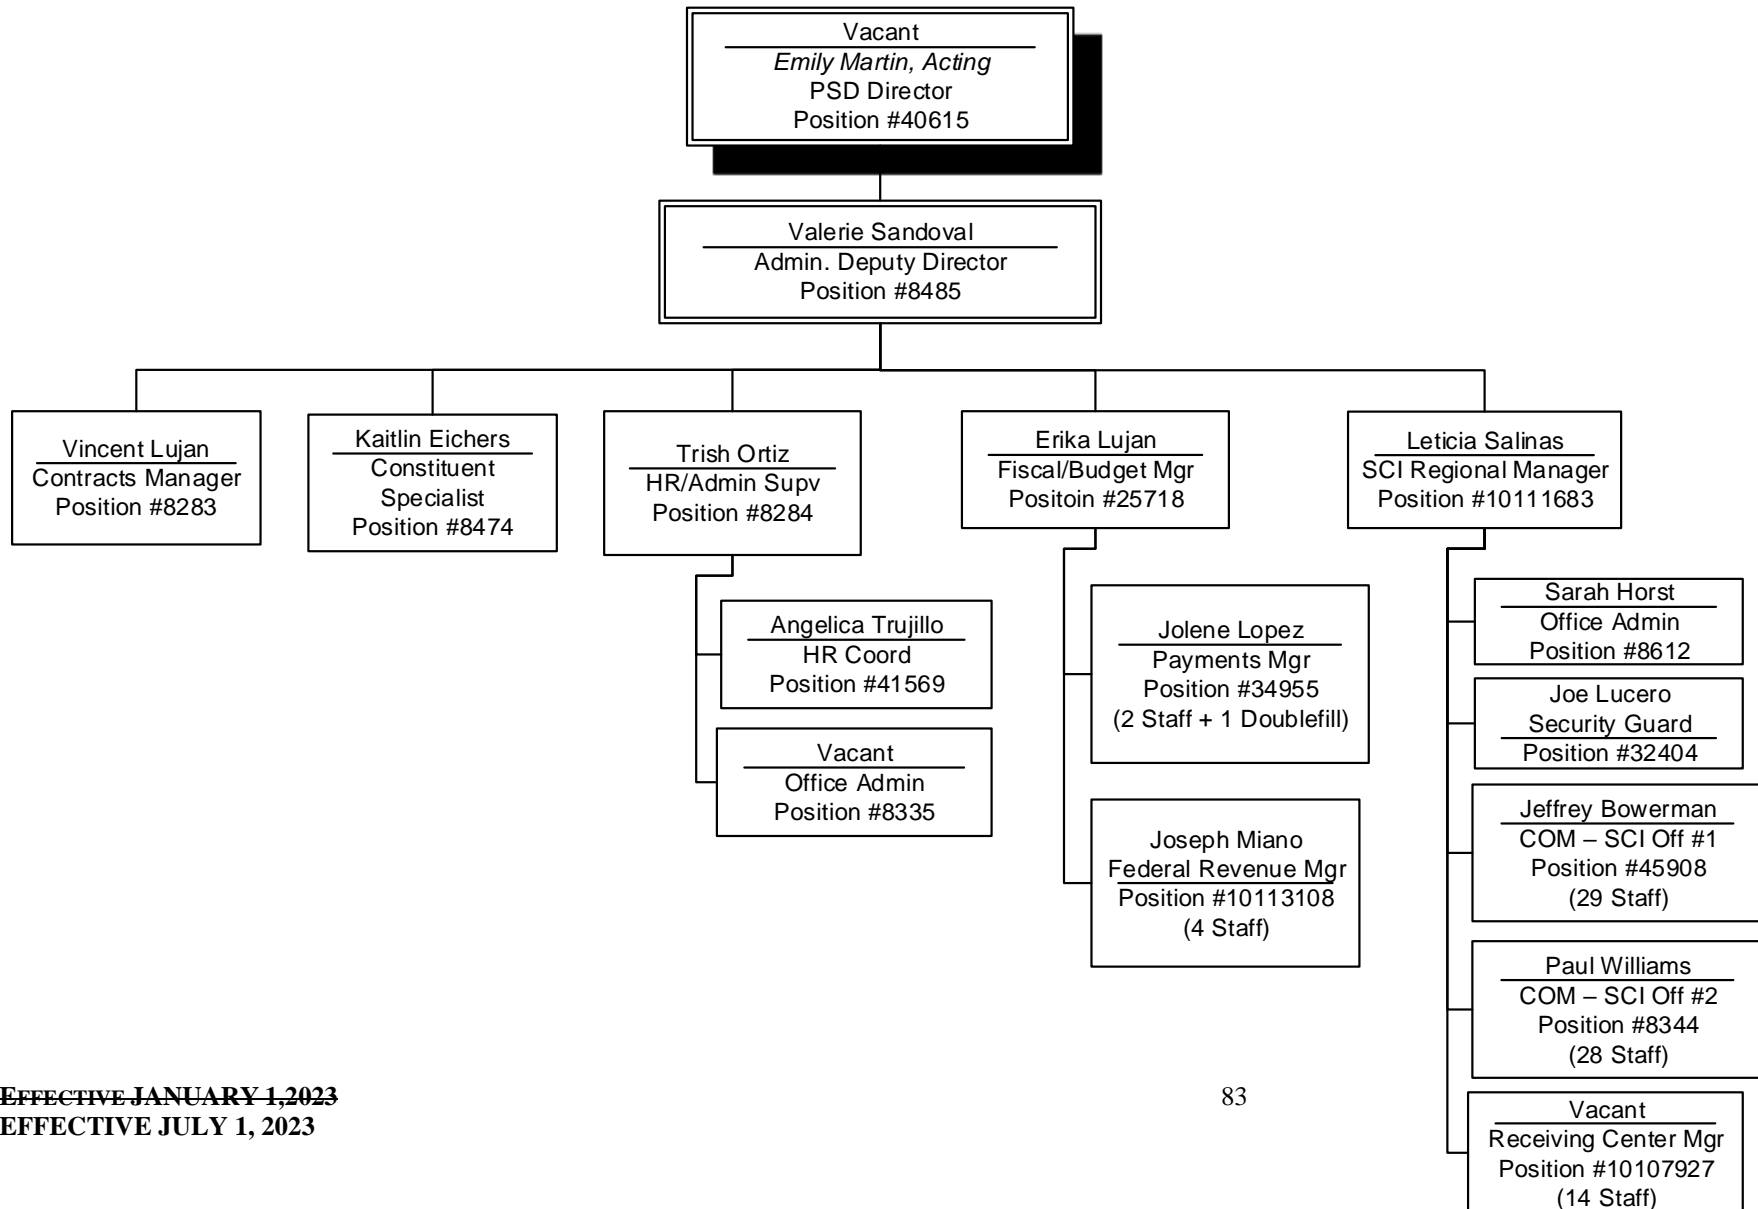 Vacant
Emily Martin, Acting
PSD Director
Position #40615
Valerie Sandoval
Admin. Deputy Director
Position #8485
Vincent Lujan
Contracts Manager
Position #8283
Kaitlin Eichers
Constituent
Specialist
Position #8474
Trish Ortiz
HR/Admin Supv
Position #8284
Erika Lujan
Fiscal/Budget Mgr
Positoin #25718
Leticia Salinas
SCI Regional Manager
Position #10111683
Angelica Trujillo
HR Coord
Position #41569
Vacant
Office Admin
Position #8335
Jolene Lopez
Payments Mgr
Position #34955
(2 Staff + 1 Doublefill)
Joseph Miano
Federal Revenue Mgr
Position #10113108
(4 Staff)
Sarah Horst
Office Admin
Position #8612
Joe Lucero
Security Guard
Position #32404
Jeffrey Bowerman
COM – SCI Off #1
Position #45908
(29 Staff)
Paul Williams
COM – SCI Off #2
Position #8344
(28 Staff)
Vacant
Receiving Center Mgr
Position #10107927
(14 Staff)
EFFECTIVE JANUARY 1,2023
EFFECTIVE JULY 1, 2023
83